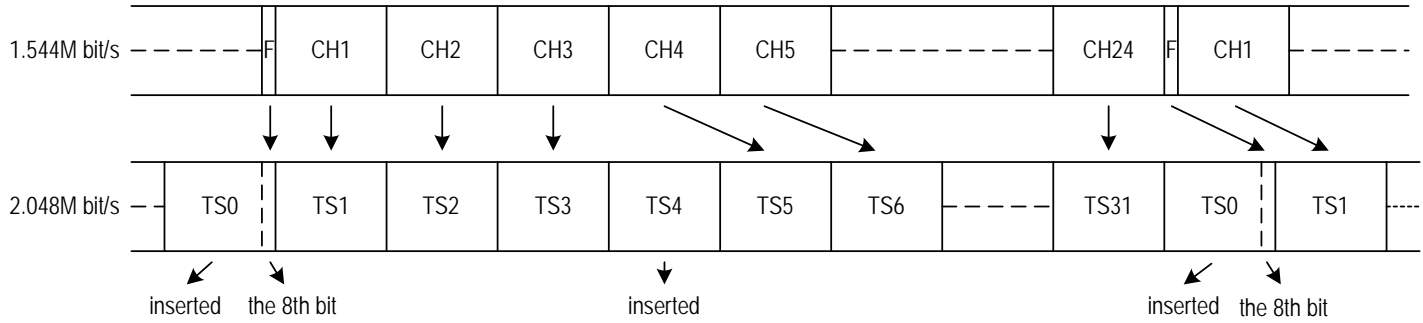 1.544M bit/s F CH1 CH2 CH3 CH4 CH5 CH24 F CH1
2.048M bit/s TS0 TS1 TS2 TS3 TS4 TS5 TS6 TS31 TS0 TS1
inserted the 8th bit inserted inserted the 8th bit